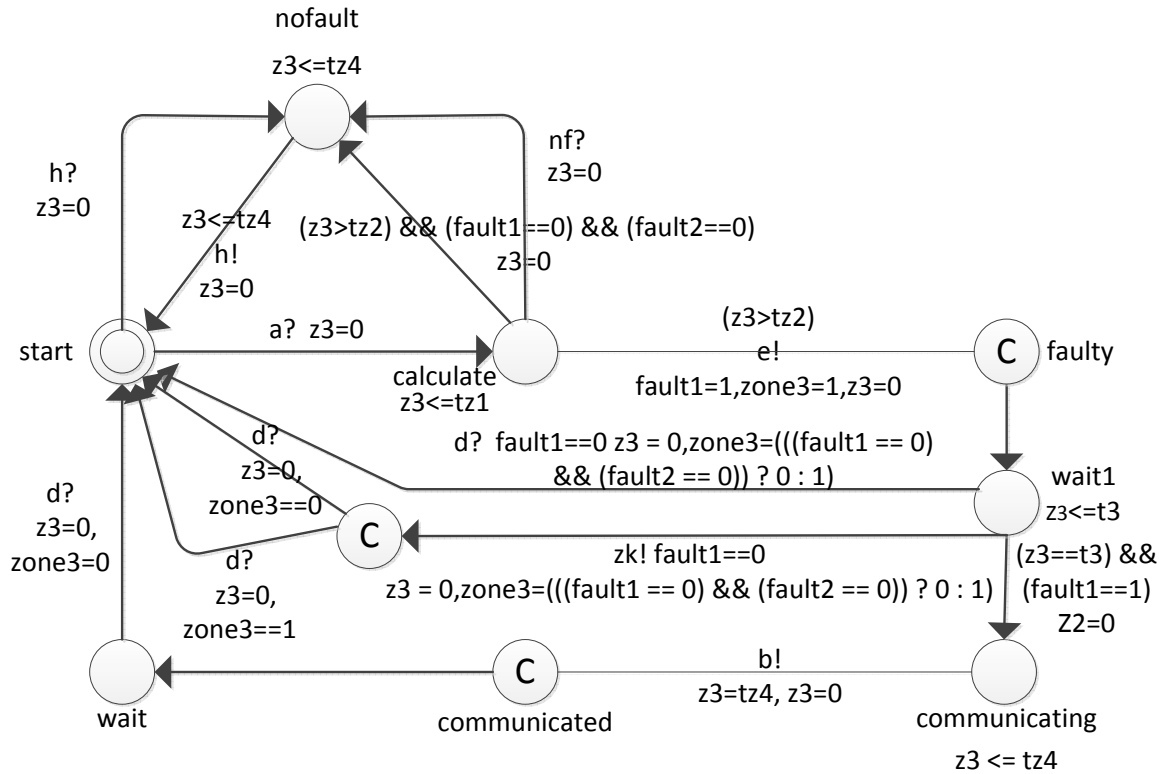 nofault
z3<=tz4
h?
z3=0
nf?
z3=0
z3<=tz4
h!
z3=0
(z3>tz2) && (fault1==0) && (fault2==0)
z3=0
start
a? z3=0
calculate
z3<=tz1
(z3>tz2)
e!
fault1=1,zone3=1,z3=0
C
faulty
d? fault1==0 z3 = 0,zone3=(((fault1 == 0)
&& (fault2 == 0)) ? 0 : 1)
wait1
z3<=t3
d?
z3=0,
zone3==0
d?
z3=0,
zone3=0
C
d?
z3=0,
zone3==1
zk! fault1==0
z3 = 0,zone3=(((fault1 == 0) && (fault2 == 0)) ? 0 : 1)
(z3==t3) &&
(fault1==1)
Z2=0
wait
C
communicated
b!
z3=tz4, z3=0
communicating
z3 <= tz4